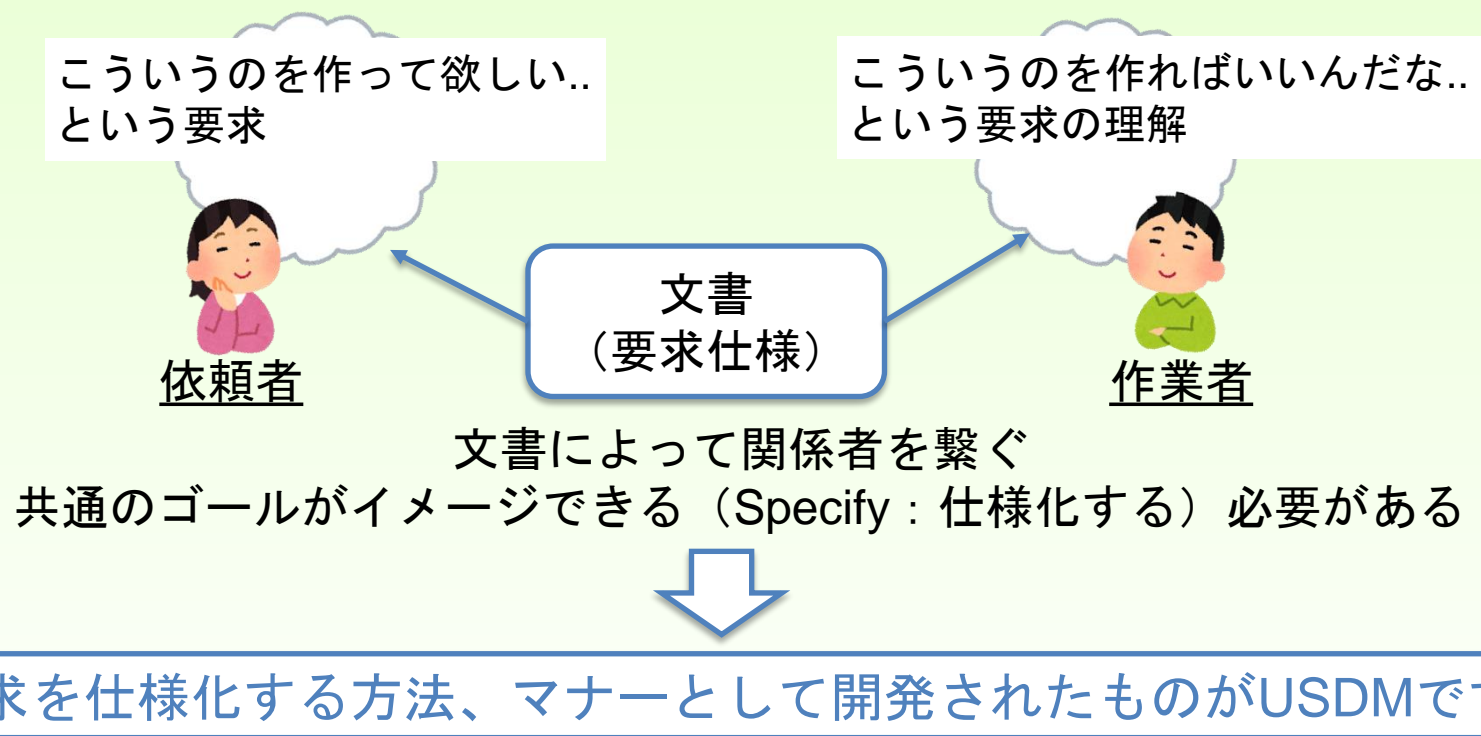 こういうのを作って欲しい..
という要求
こういうのを作ればいいんだな..
という要求の理解
文書
（要求仕様）
依頼者
作業者
文書によって関係者を繋ぐ
共通のゴールがイメージできる（Specify：仕様化する）必要がある
求を仕様化する方法、マナーとして開発されたものがUSDMです